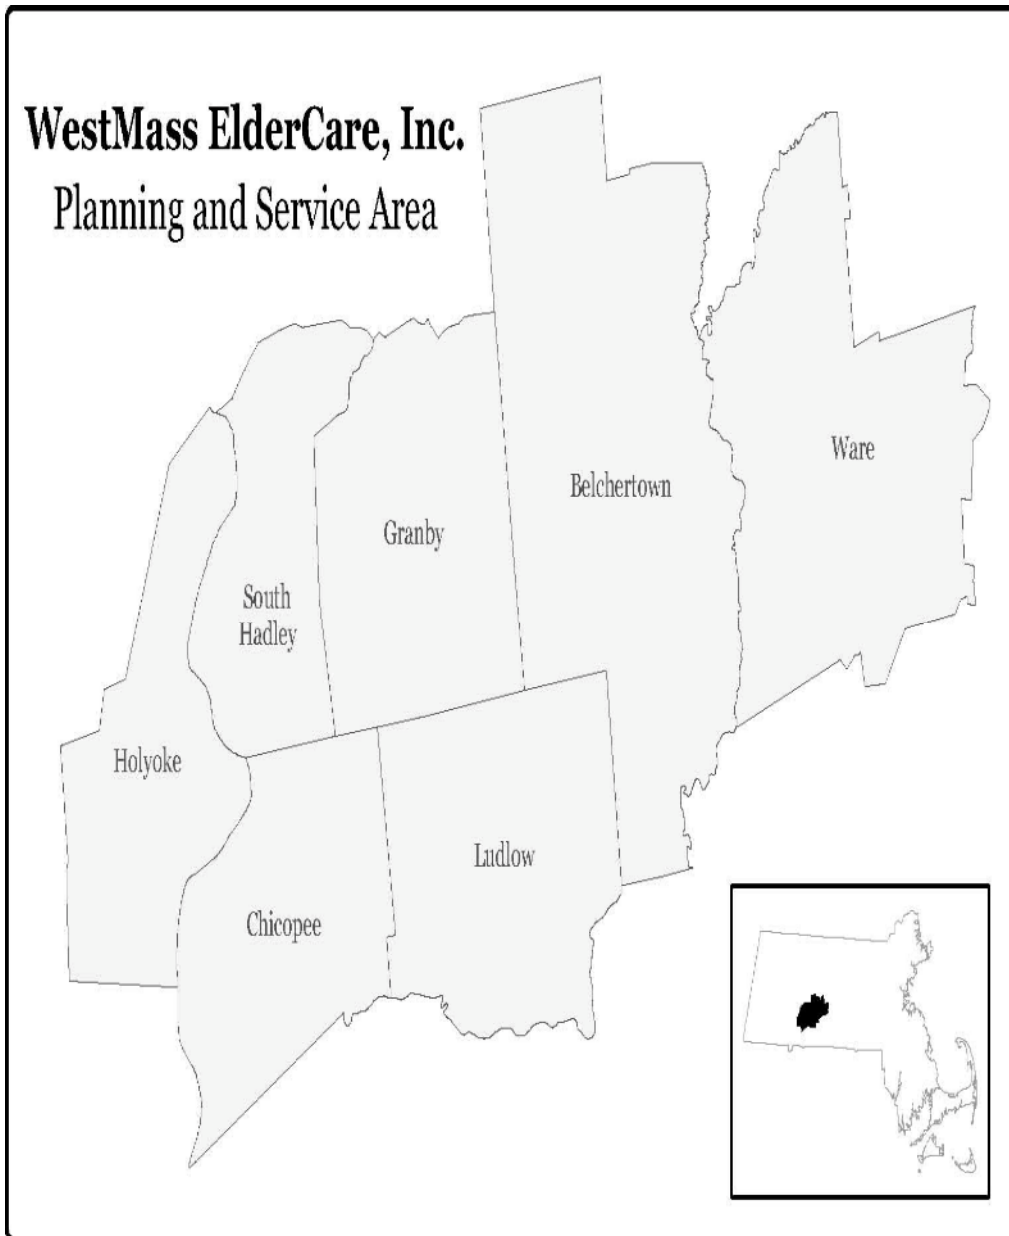 WestMass ElderCare, Inc.
Planning and Service Area
Ware
Belchertown
Granby
South
Hadley
Holyoke
Ludlow
Chicopee